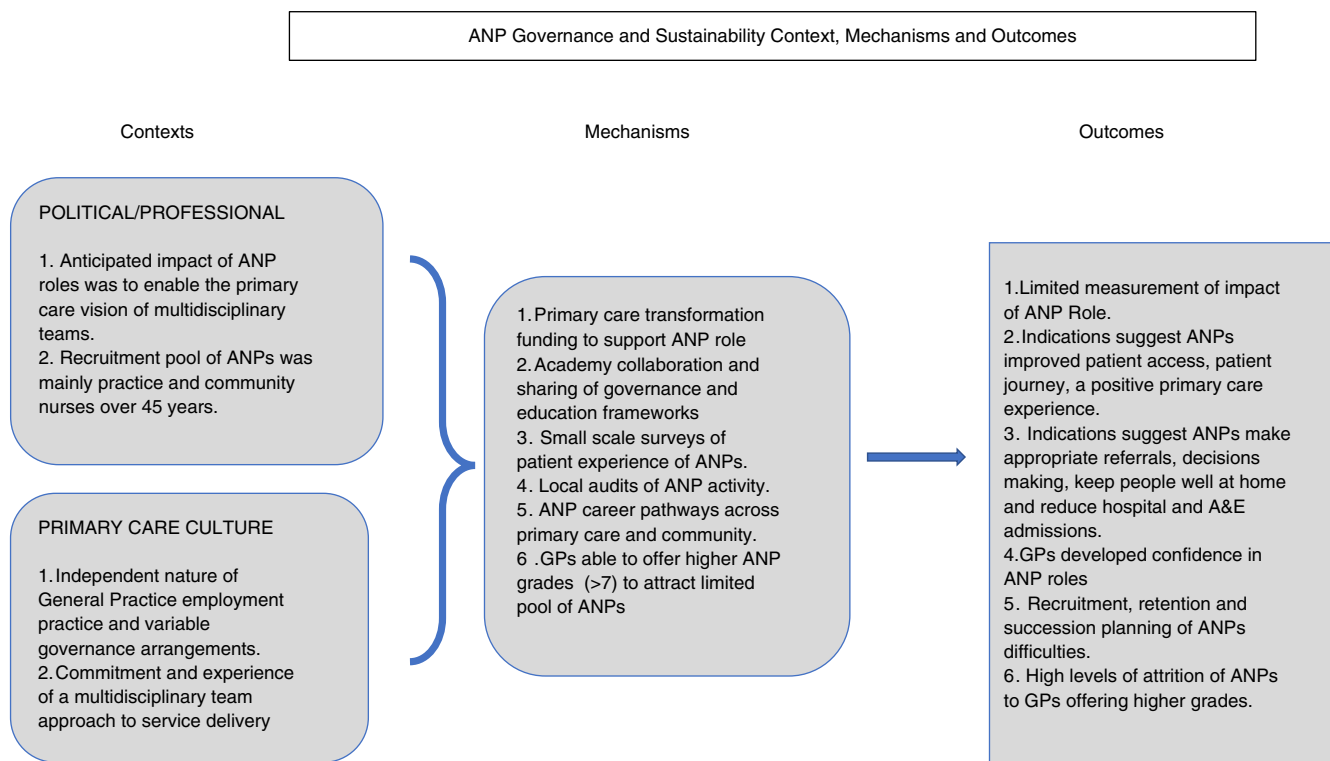 ANP Governance and Sustainability Context, Mechanisms and Outcomes
Contexts
Mechanisms
Outcomes
POLITICAL/PROFESSIONAL
1. Anticipated impact of ANP
roles was to enable the primary
care vision of multidisciplinary
teams.
2. Recruitment pool of ANPs was
mainly practice and community
nurses over 45 years.
PRIMARY CARE CULTURE
1.Independent nature of
General Practice employment
practice and variable
governance arrangements.
2.Commitment and experience
of a multidisciplinary team
approach to service delivery
1.Primary care transformation
funding to support ANP role
2.Academy collaboration and
sharing of governance and
education frameworks
3. Small scale surveys of
patient experience of ANPs.
4. Local audits of ANP activity.
5. ANP career pathways across
primary care and community.
6 .GPs able to offer higher ANP
grades (>7) to attract limited
pool of ANPs
1.Limited measurement of impact
of ANP Role.
2.Indications suggest ANPs
improved patient access, patient
journey, a positive primary care
experience.
3. Indications suggest ANPs make
appropriate referrals, decisions
making, keep people well at home
and reduce hospital and A&E
admissions.
4.GPs developed confidence in
ANP roles
5. Recruitment, retention and
succession planning of ANPs
difficulties.
6. High levels of attrition of ANPs
to GPs offering higher grades.